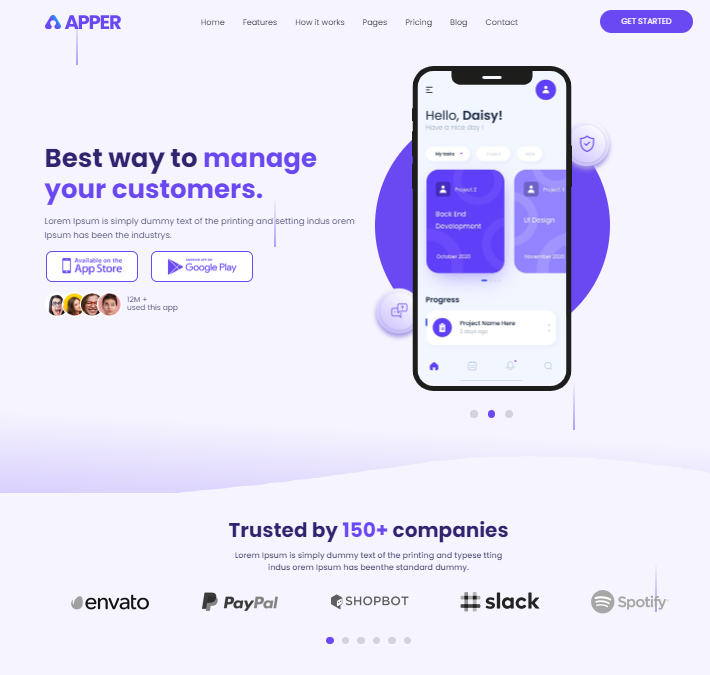 APPER
Home Features How it works Pages Pricing Blog Contact
GET STARTED
Best way to manage
your customers.
Lorem Ipsum is simply dummy text of the printing and setting indus orem
Ipsum has been the industrys.
Available on the
App Store
Google Play
12M +
used this app
Hello, Daisy!
Have a nice day !
My tasks
Project 2
Back End
Development
October 2020
UI Design
November 2020
Progress
Project Name Here
2 days ago
Trusted by 150+ companies
Lorem Ipsum is simply dummy text of the printing and typese tting
indus orem Ipsum has beenthe standard dummy.
envato
PayPal
SHOPBOT
slack
Spotify